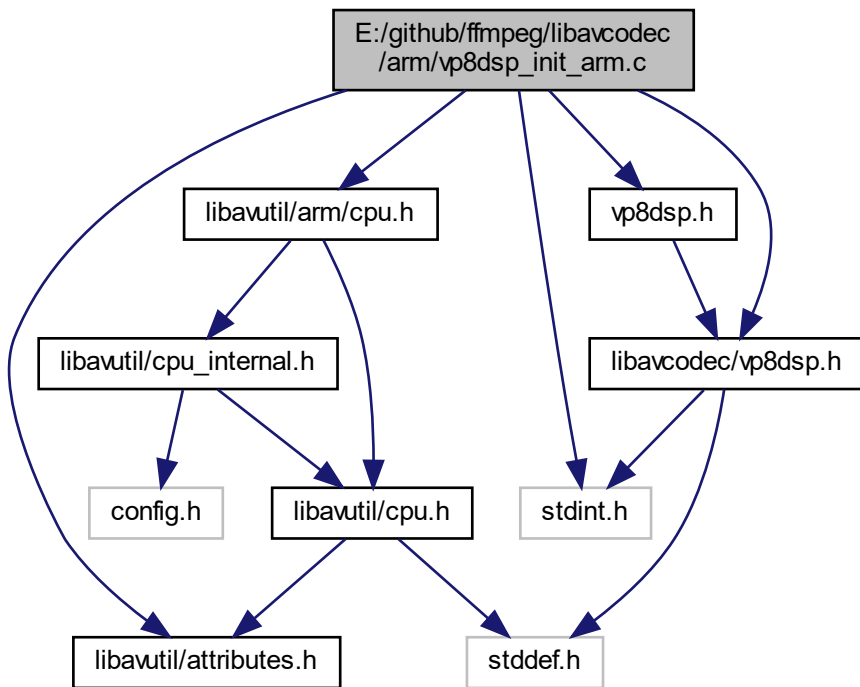 E:/github/ffmpeg/libavcodec
/arm/vp8dsp_init_arm.c
libavutil/arm/cpu.h
vp8dsp.h
libavutil/cpu_internal.h
libavcodec/vp8dsp.h
config.h
libavutil/cpu.h
stdint.h
libavutil/attributes.h
stddef.h